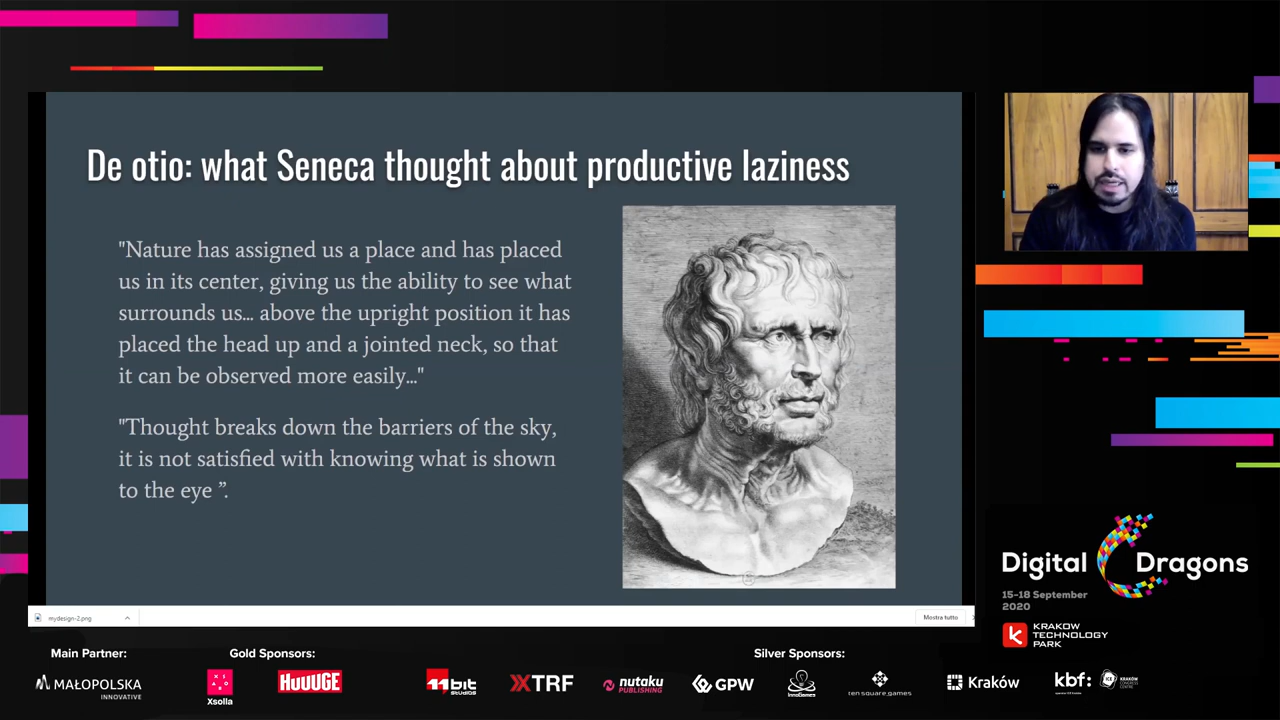 De otio: what Seneca thought about productive laziness
"Nature has assigned us a place and has placed
us in its center, giving us the ability to see what
surrounds us... above the upright position it has
placed the head up and a jointed neck, so that
it can be observed more easily..."
"Thought breaks down the barriers of the sky,
it is not satisfied with knowing what is shown
to the eye ”.
mydesign-2.png
Mostra tutto
Digital Dragons
15-18 September
2020
KRAKOW
TECHNOLOGY
PARK
Main Partner:
Gold Sponsors:
Silver Sponsors:
MAŁOPOLSKA
INNOVATIVE
Xsolla
HUUUGE
11bit
studios
XTRF
nutaku
PUBLISHING
GPW
InnoGames
ten square games
Kraków
kbf:
ICE
KRAKÓW
CONGRESS
CENTRE